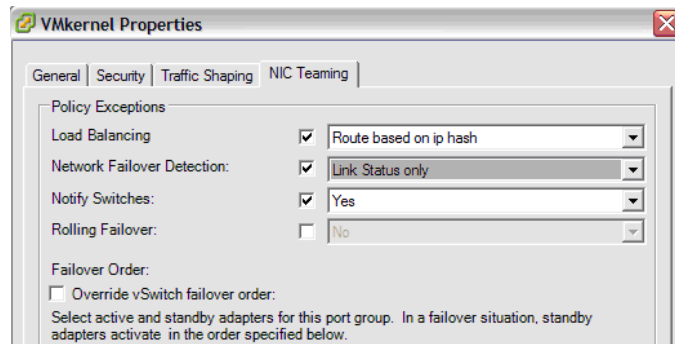 VMkernel Properties
General Security Traffic Shaping NIC Teaming
Policy Exceptions
Load Balancing Route based on ip hash
Network Failover Detection: Link Status only
Notify Switches: Yes
Rolling Failover: No
Failover Order:
Override vSwitch failover order:
Select active and standby adapters for this port group. In a failover situation, standby
adapters activate in the order specified below.